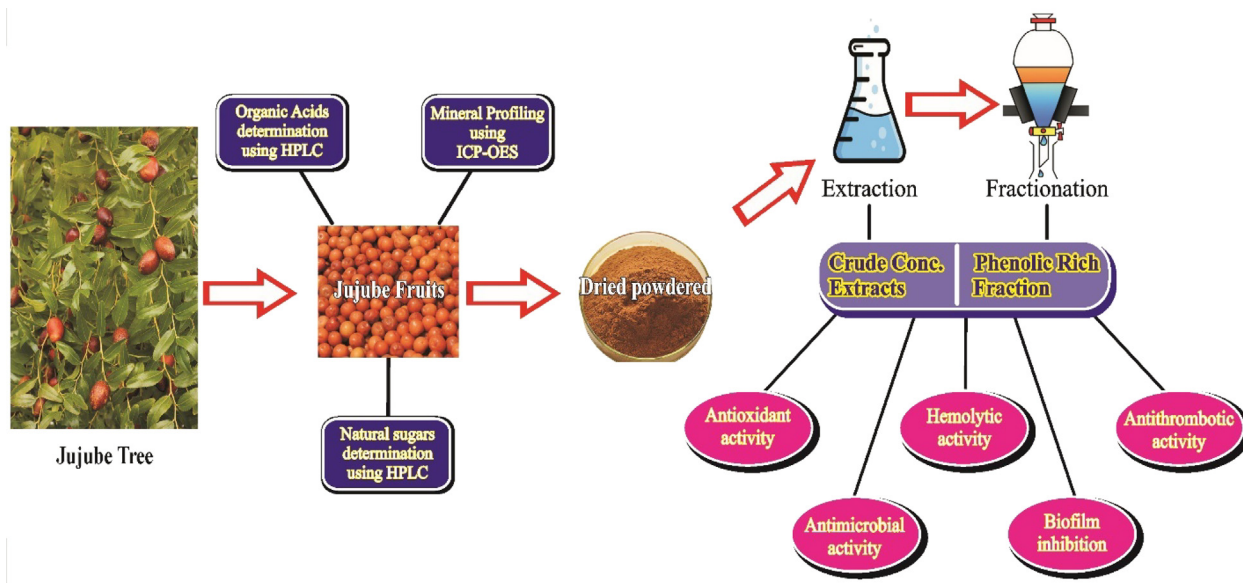 Organic Acids
determination
using HPLC
Mineral Profiling
using
ICP-OES
Jujube Tree
Jujube Fruits
Natural sugars
determination
using HPLC
Dried powdered
Extraction
Fractionation
Crude Conc.
Extracts
Phenolic Rich
Fraction
Antioxidant
activity
Hemolytic
activity
Antithrombotic
activity
Antimicrobial
activity
Biofilm
inhibition